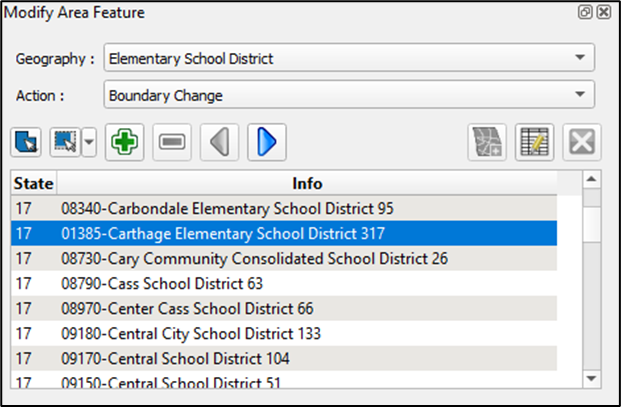 Modify Area Feature
Geography : Elementary School District
Action : Boundary Change
State Info
17 08340-Carbondale Elementary School District 95
17 01385-Carthage Elementary School District 317
17 08730-Cary Community Consolidated School District 26
17 08790-Cass School District 63
17 08970-Center Cass School District 66
17 09180-Central City School District 133
17 09170-Central School District 104
17 09150-Central School District 51